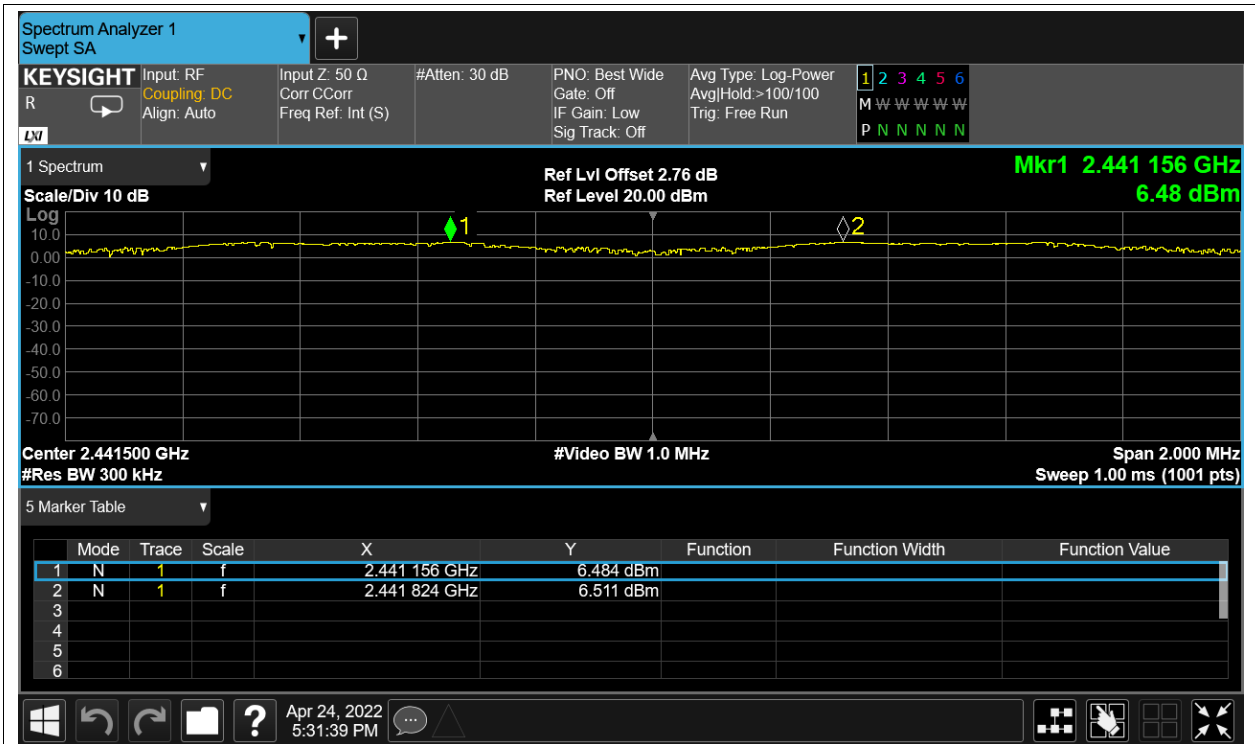 Spectrum Analyzer 1
Swept SA
+
KEYSIGHT Input: RF Input Z: 50 Ω #Atten: 30 dB PNO: Best Wide Avg Type: Log-Power 1 2 3 4 5 6
R Coupling: DC Corr CCorr Gate: Off Avg|Hold:>100/100 M W W W W W
Align: Auto Freq Ref: Int (S) IF Gain: Low Trig: Free Run
LXI Sig Track: Off P N N N N N
1 Spectrum Ref Lvl Offset 2.76 dB Mkr1 2.441 156 GHz
Scale/Div 10 dB Ref Level 20.00 dBm 6.48 dBm
Log
1 2
10.0
0.00
-10.0
-20.0
-30.0
-40.0
-50.0
-60.0
-70.0
Center 2.441500 GHz #Video BW 1.0 MHz Span 2.000 MHz
#Res BW 300 kHz Sweep 1.00 ms (1001 pts)
5 Marker Table
Mode Trace Scale X Y Function Function Width Function Value
1 N 1 f 2.441 156 GHz 6.484 dBm
2 N 1 f 2.441 824 GHz 6.511 dBm
3
4
5
6
? Apr 24, 2022
5:31:39 PM